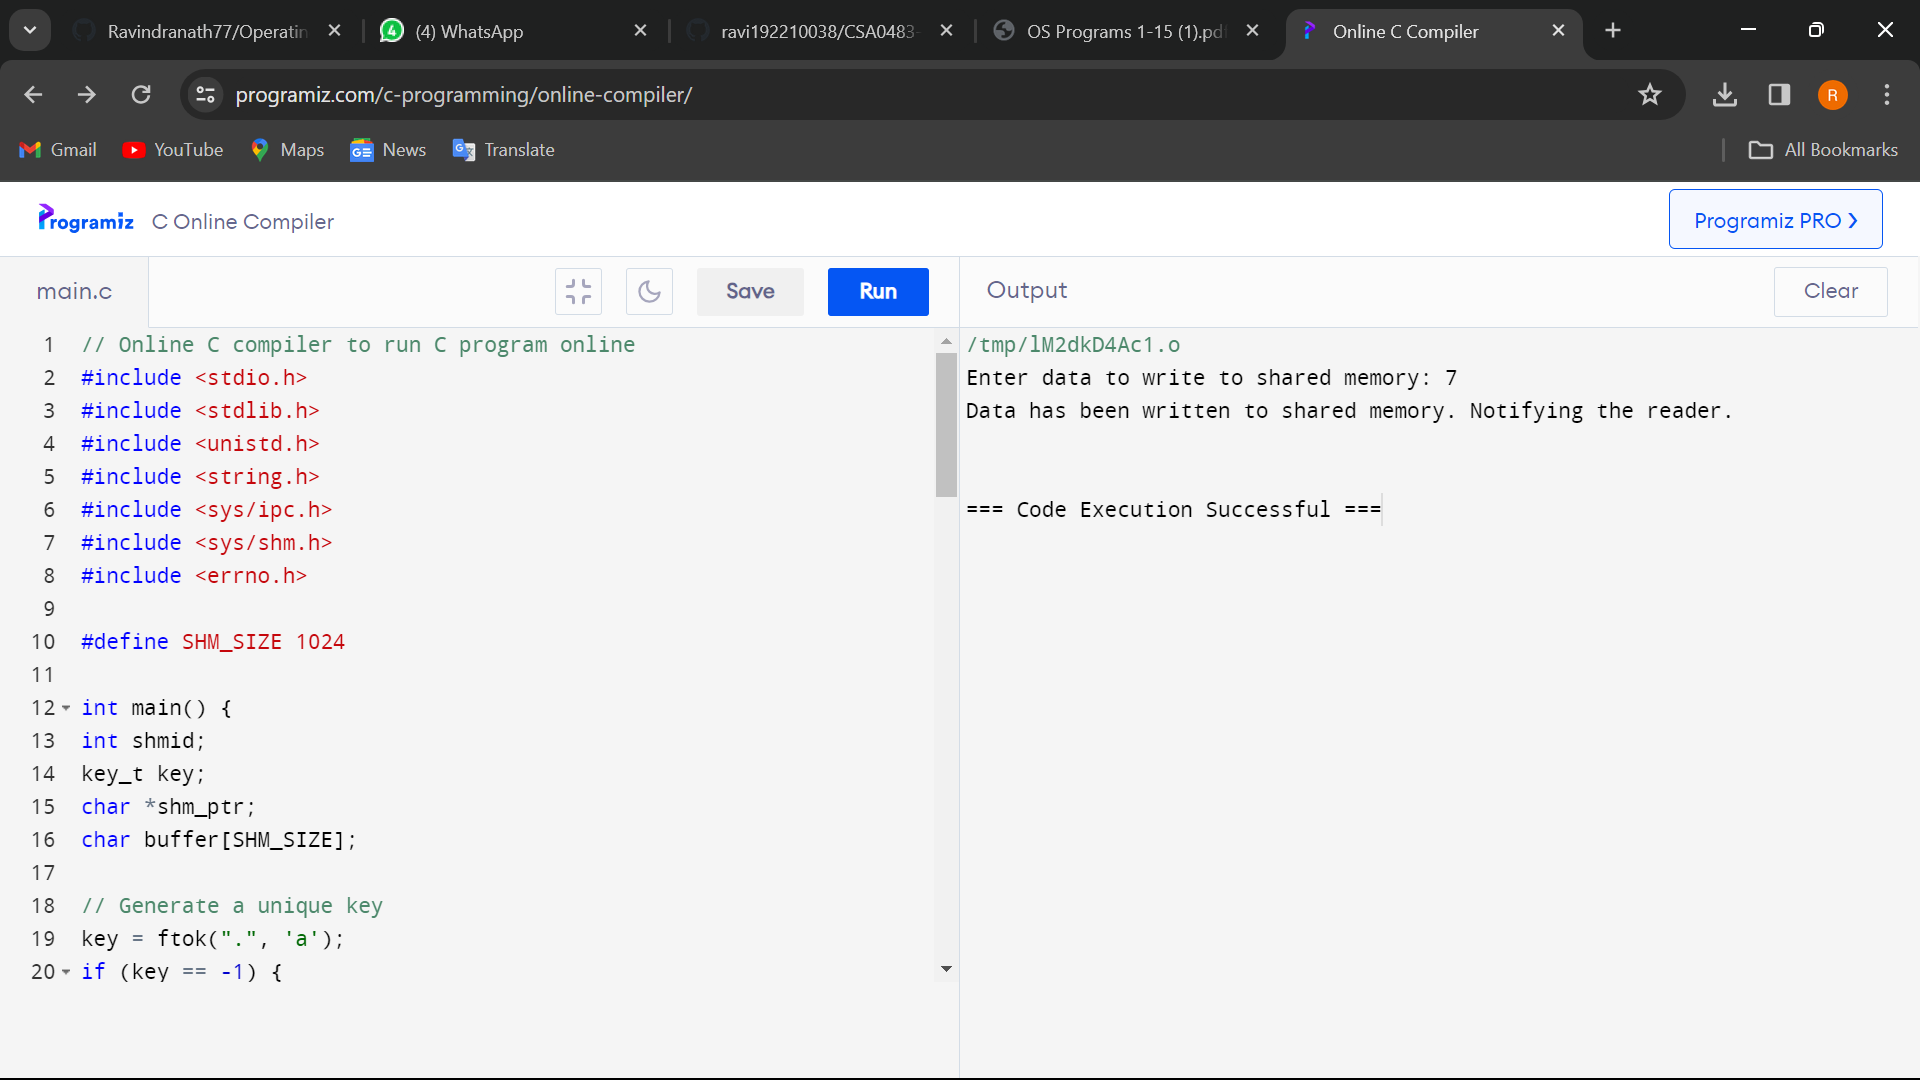 Ravindranath77/Operatin
(4) WhatsApp
ravi192210038/CSA0483-
OS Programs 1-15 (1).pdf
Online C Compiler
programiz.com/c-programming/online-compiler/
R
Gmail
YouTube
Maps
News
Translate
All Bookmarks
Programiz
C Online Compiler
Programiz PRO
main.c
Save
Run
Output
Clear
1 // Online C compiler to run C program online
2 #include <stdio.h>
3 #include <stdlib.h>
4 #include <unistd.h>
5 #include <string.h>
6 #include <sys/ipc.h>
7 #include <sys/shm.h>
8 #include <errno.h>
9
10 #define SHM_SIZE 1024
11
12 int main() {
13 int shmid;
14 key_t key;
15 char *shm_ptr;
16 char buffer[SHM_SIZE];
17
18 // Generate a unique key
19 key = ftok(".", 'a');
20 if (key == -1) {
/tmp/lM2dkD4Ac1.o
Enter data to write to shared memory: 7
Data has been written to shared memory. Notifying the reader.
=== Code Execution Successful ===